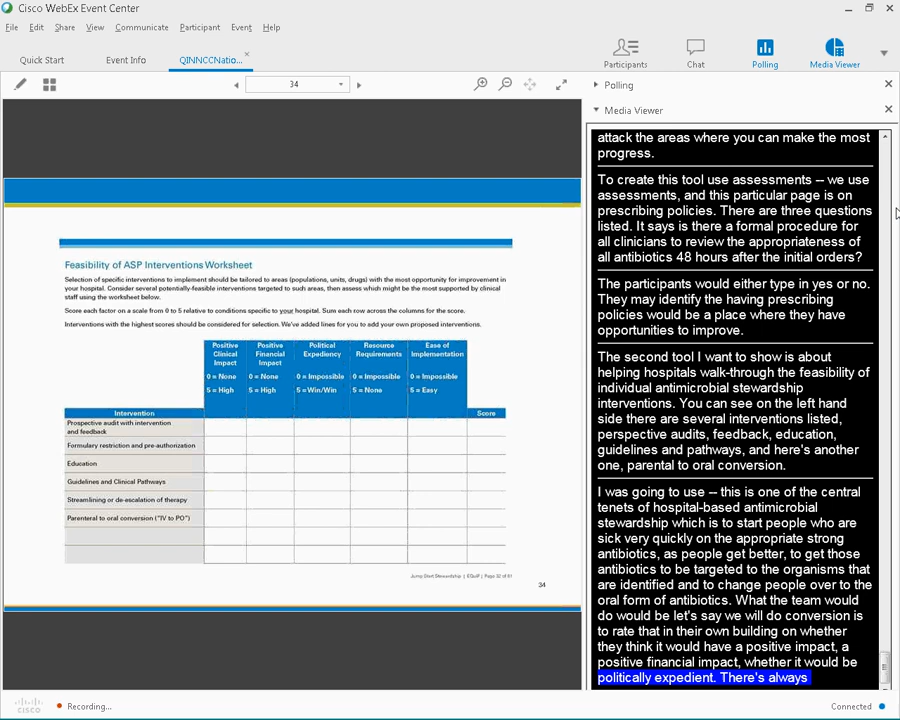 Cisco WebEx Event Center
File Edit Share View Communicate Participant Event Help
Quick Start Event Info QINNCCNatio... Participants Chat Polling Media Viewer
34
Feasibility of ASP Interventions Worksheet
Selection of specific interventions to implement should be tailored to areas (populations, units, drugs) with the most opportunity for improvement in
your hospital. Consider several potentially-feasible interventions targeted to such areas, then assess which might be the most supported by clinical
staff using the worksheet below.
Score each factor on a scale from 0 to 5 relative to conditions specific to your hospital. Sum each row across the columns for the score.
Interventions with the highest scores should be considered for selection. We've added lines for you to add your own proposed interventions.
Positive Clinical Impact
0 = None
5 = High
Positive Financial Impact
0 = None
5 = High
Political Expediency
0 = Impossible
5 = Win/Win
Resource Requirements
0 = Impossible
5 = None
Ease of Implementation
0 = Impossible
5 = Easy
Intervention Score
Prospective audit with intervention
and feedback
Formulary restriction and pre-authorization
Education
Guidelines and Clinical Pathways
Streamlining or de-escalation of therapy
Parenteral to oral conversion ("IV to PO")
Jump Start Stewardship | EQuIP | Page 32 of 51
34
Polling
Media Viewer
attack the areas where you can make the most
progress.
To create this tool use assessments -- we use
assessments, and this particular page is on
prescribing policies. There are three questions
listed. It says is there a formal procedure for
all clinicians to review the appropriateness of
all antibiotics 48 hours after the initial orders?
The participants would either type in yes or no.
They may identify the having prescribing
policies would be a place where they have
opportunities to improve.
The second tool I want to show is about
helping hospitals walk-through the feasibility of
individual antimicrobial stewardship
interventions. You can see on the left hand
side there are several interventions listed,
perspective audits, feedback, education,
guidelines and pathways, and here's another
one, parental to oral conversion.
I was going to use -- this is one of the central
tenets of hospital-based antimicrobial
stewardship which is to start people who are
sick very quickly on the appropriate strong
antibiotics, as people get better, to get those
antibiotics to be targeted to the organisms that
are identified and to change people over to the
oral form of antibiotics. What the team would
do would be let's say we will do conversion is
to rate that in their own building on whether
they think it would have a positive impact, a
positive financial impact, whether it would be
politically expedient. There's always
cisco Recording... Connected